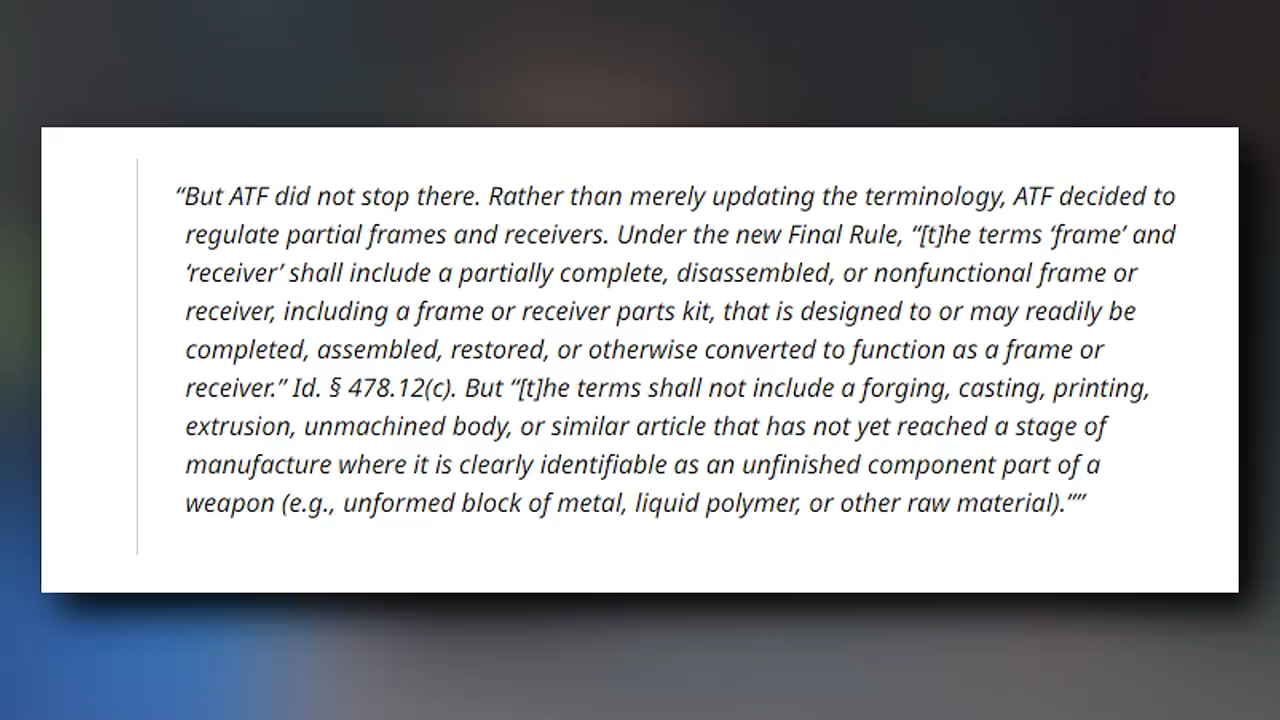 “But ATF did not stop there. Rather than merely updating the terminology, ATF decided to
regulate partial frames and receivers. Under the new Final Rule, “[t]he terms ‘frame’ and
‘receiver’ shall include a partially complete, disassembled, or nonfunctional frame or
receiver, including a frame or receiver parts kit, that is designed to or may readily be
completed, assembled, restored, or otherwise converted to function as a frame or
receiver.” Id. § 478.12(c). But “[t]he terms shall not include a forging, casting, printing,
extrusion, unmachined body, or similar article that has not yet reached a stage of
manufacture where it is clearly identifiable as an unfinished component part of a
weapon (e.g., unformed block of metal, liquid polymer, or other raw material).””